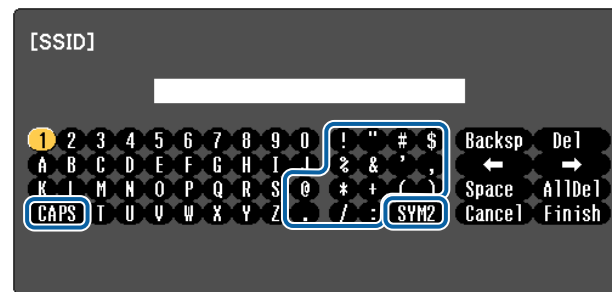 [SSID]
1 2 3 4 5 6 7 8 9 0 ! " # $ Backsp Del
A B C D E F G H I J % & ' , ← →
K L M N O P Q R S @ * + ( ) Space AllDel
CAPS T U V W X Y Z . / : SYM2 Cancel Finish